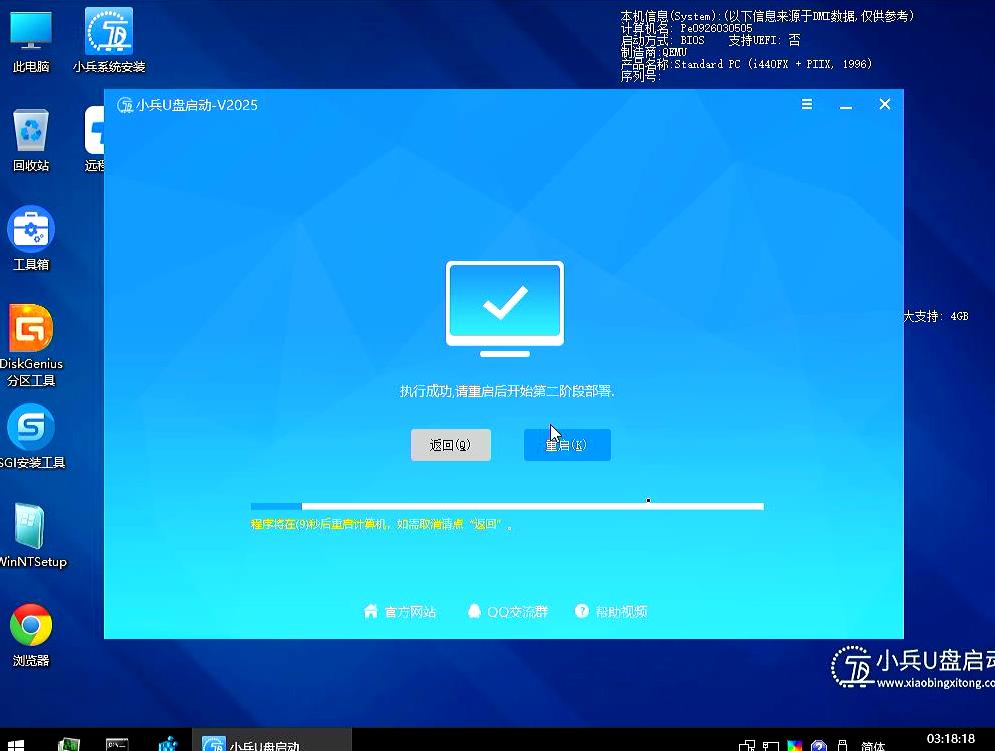 此电脑
小兵系统安装
本机信息(System):(以下信息来源于DMI数据,仅供参考)
计算机名: Pe0926030505
启动方式: BIOS 支持UEFI: 否
制造商:QEMU
产品名称:Standard PC (i440FX + PIIX, 1996)
序列号:
小兵U盘启动-V2025
回收站
远程
工具箱
大支持: 4GB
DiskGenius
分区工具
执行成功,请重启后开始第二阶段部署.
返回(Q)
重启(K)
SGI安装工具
程序将在(9)秒后重启计算机，如需取消请点“返回”。
WinNTSetup
官方网站
QQ交流群
帮助视频
浏览器
小兵U盘启动
www.xiaobingxitong.co
小兵U盘启动
简体
03:18:18